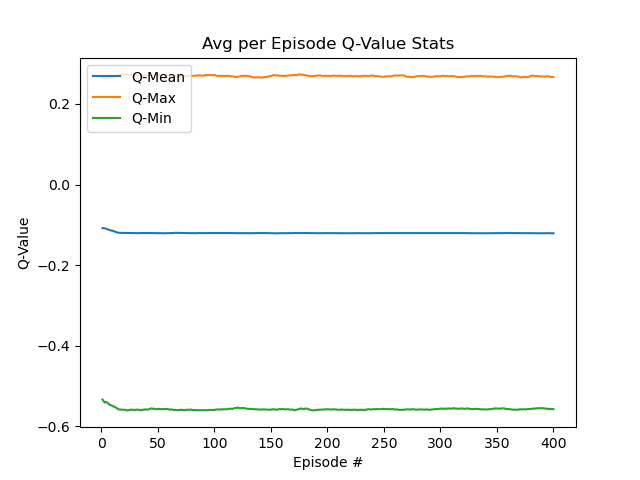 Avg per Episode Q-Value Stats
Q-Mean
Q-Max
Q-Min
Q-Value
0.2
0.0
−0.2
−0.4
−0.6
0 50 100 150 200 250 300 350 400
Episode #